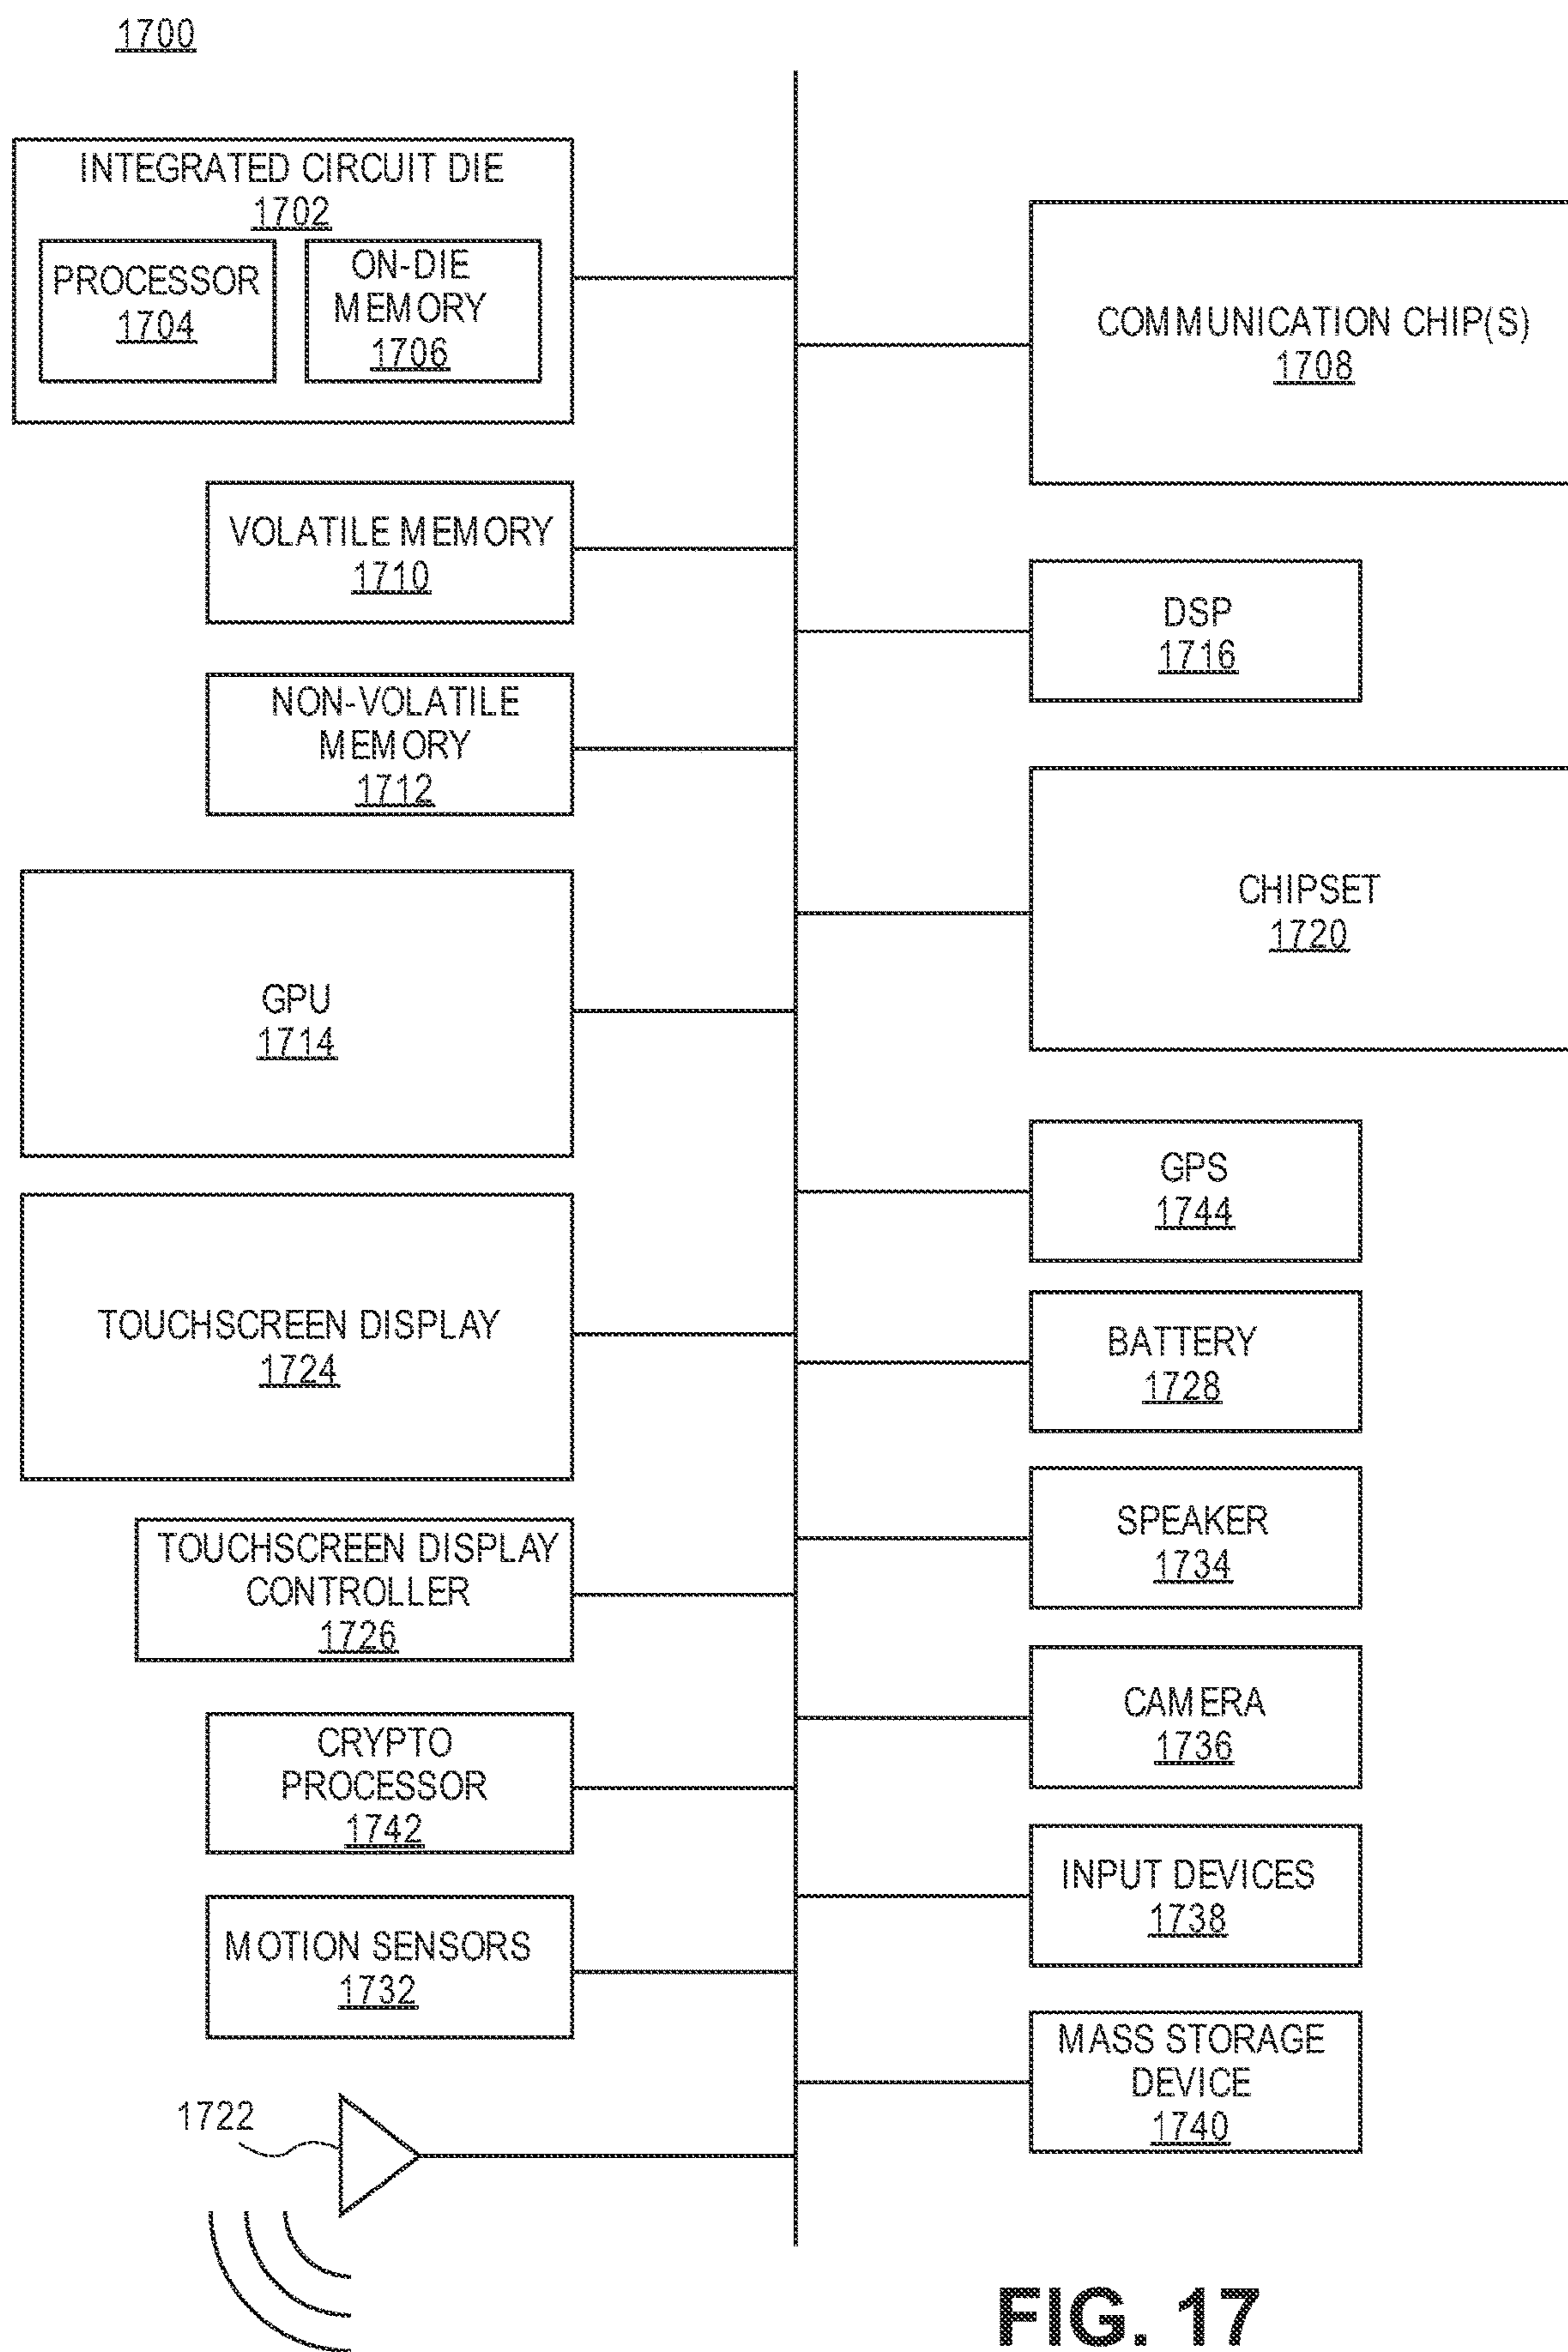 1700
INTEGRATED CIRCUIT DIE
1702
PROCESSOR
1704
ON-DIE
MEMORY
1706
VOLATILE MEMORY
1710
NON-VOLATILE
MEMORY
1712
GPU
1714
TOUCHSCREEN DISPLAY
1724
TOUCHSCREEN DISPLAY
CONTROLLER
1726
CRYPTO
PROCESSOR
1742
MOTION SENSORS
1732
1722
COMMUNICATION CHIP(S)
1708
DSP
1716
CHIPSET
1720
GPS
1744
BATTERY
1728
SPEAKER
1734
CAMERA
1736
INPUT DEVICES
1738
MASS STORAGE
DEVICE
1740
FIG. 17